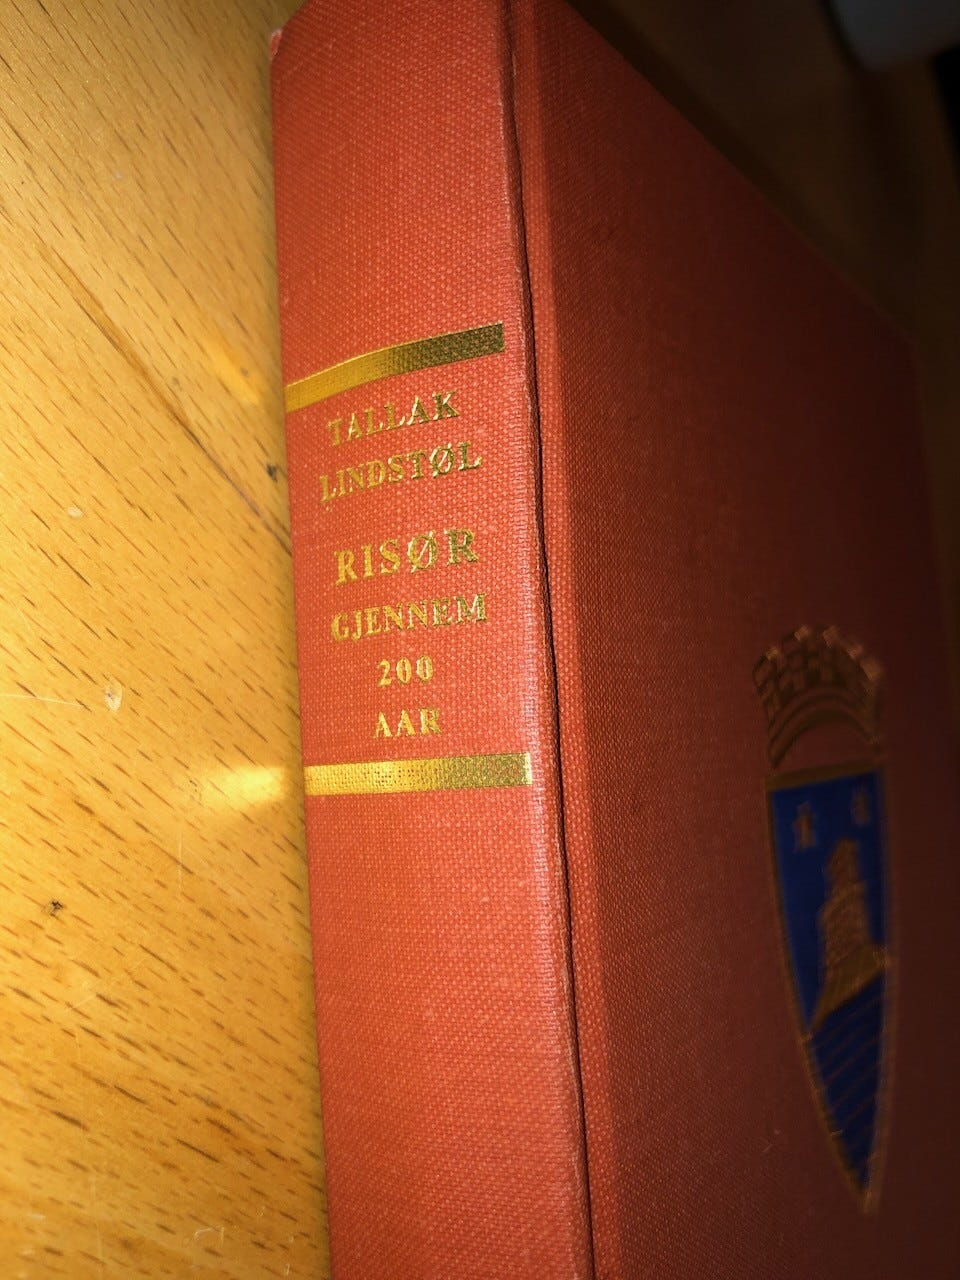 TALLAK
LINDSTØL
RISØR
GJENNEM
200
AAR